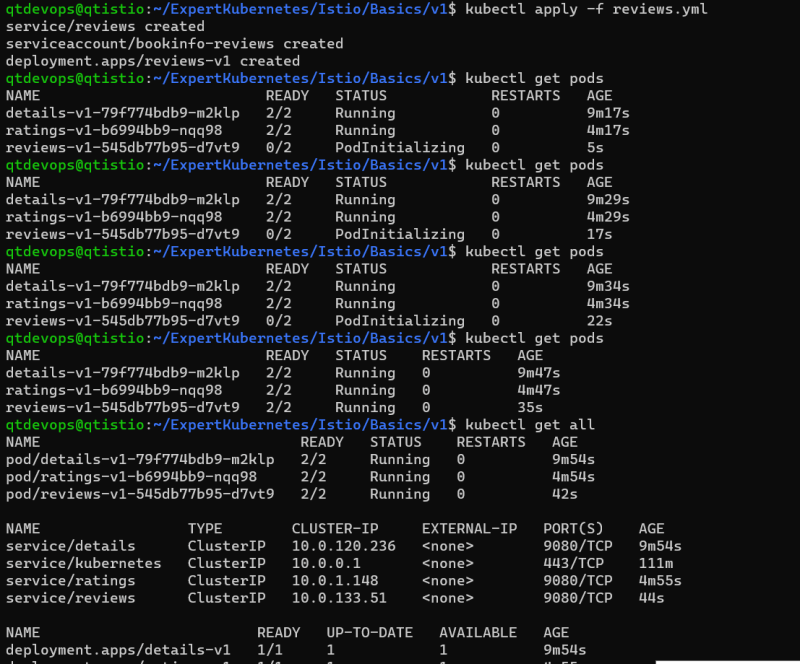 qtdevops@qtistio:~/ExpertKubernetes/Istio/Basics/v1$ kubectl apply -f reviews.yml
service/reviews created
serviceaccount/bookinfo-reviews created
deployment.apps/reviews-v1 created
qtdevops@qtistio:~/ExpertKubernetes/Istio/Basics/v1$ kubectl get pods
NAME                          READY   STATUS            RESTARTS   AGE
details-v1-79f774bdb9-m2klp   2/2     Running           0          9m17s
ratings-v1-b6994bb9-nqq98     2/2     Running           0          4m17s
reviews-v1-545db77b95-d7vt9   0/2     PodInitializing   0          5s
qtdevops@qtistio:~/ExpertKubernetes/Istio/Basics/v1$ kubectl get pods
NAME                          READY   STATUS            RESTARTS   AGE
details-v1-79f774bdb9-m2klp   2/2     Running           0          9m29s
ratings-v1-b6994bb9-nqq98     2/2     Running           0          4m29s
reviews-v1-545db77b95-d7vt9   0/2     PodInitializing   0          17s
qtdevops@qtistio:~/ExpertKubernetes/Istio/Basics/v1$ kubectl get pods
NAME                          READY   STATUS            RESTARTS   AGE
details-v1-79f774bdb9-m2klp   2/2     Running           0          9m34s
ratings-v1-b6994bb9-nqq98     2/2     Running           0          4m34s
reviews-v1-545db77b95-d7vt9   0/2     PodInitializing   0          22s
qtdevops@qtistio:~/ExpertKubernetes/Istio/Basics/v1$ kubectl get pods
NAME                          READY   STATUS    RESTARTS   AGE
details-v1-79f774bdb9-m2klp   2/2     Running   0          9m47s
ratings-v1-b6994bb9-nqq98     2/2     Running   0          4m47s
reviews-v1-545db77b95-d7vt9   2/2     Running   0          35s
qtdevops@qtistio:~/ExpertKubernetes/Istio/Basics/v1$ kubectl get all
NAME                              READY   STATUS    RESTARTS   AGE
pod/details-v1-79f774bdb9-m2klp   2/2     Running   0          9m54s
pod/ratings-v1-b6994bb9-nqq98     2/2     Running   0          4m54s
pod/reviews-v1-545db77b95-d7vt9   2/2     Running   0          42s
NAME                 TYPE        CLUSTER-IP     EXTERNAL-IP   PORT(S)    AGE
service/details      ClusterIP   10.0.120.236   <none>        9080/TCP   9m54s
service/kubernetes   ClusterIP   10.0.0.1       <none>        443/TCP    111m
service/ratings      ClusterIP   10.0.1.148     <none>        9080/TCP   4m55s
service/reviews      ClusterIP   10.0.133.51    <none>        9080/TCP   44s
NAME                         READY   UP-TO-DATE   AVAILABLE   AGE
deployment.apps/details-v1   1/1     1            1           9m54s